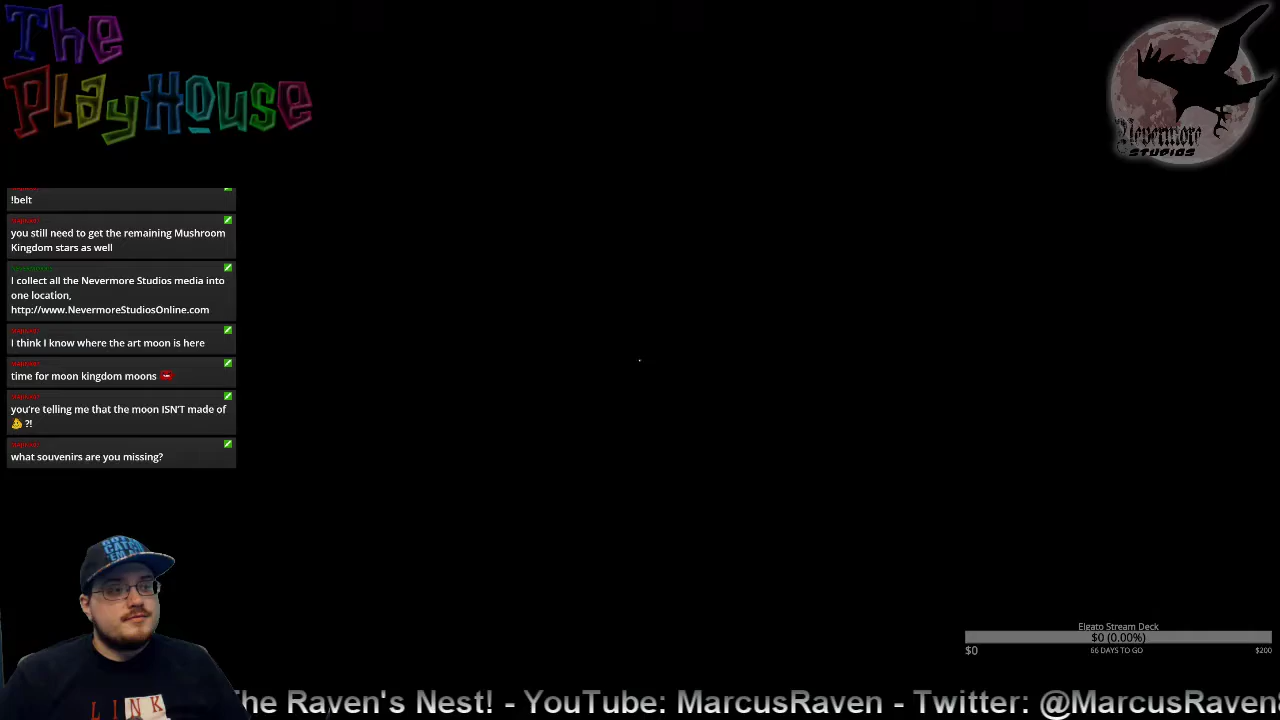 The
PlayHouse
Nevermore
STUDIOS
!belt
you still need to get the remaining Mushroom
Kingdom stars as well
I collect all the Nevermore Studios media into
one location,
http://www.NevermoreStudiosOnline.com
I think I know where the art moon is here
time for moon kingdom moons
you're telling me that the moon ISN'T made of
?!
what souvenirs are you missing?
GOTTA
CATCH
'EM ALL
LINK
Elgato Stream Deck
$0 (0.00%)
$0
66 DAYS TO GO
$200
he Raven's Nest! - YouTube: MarcusRaven - Twitter: @MarcusRaven